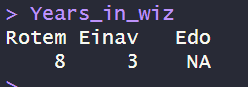 > Years_in_wiz
Rotem Einav Edo
8 3 NA
>